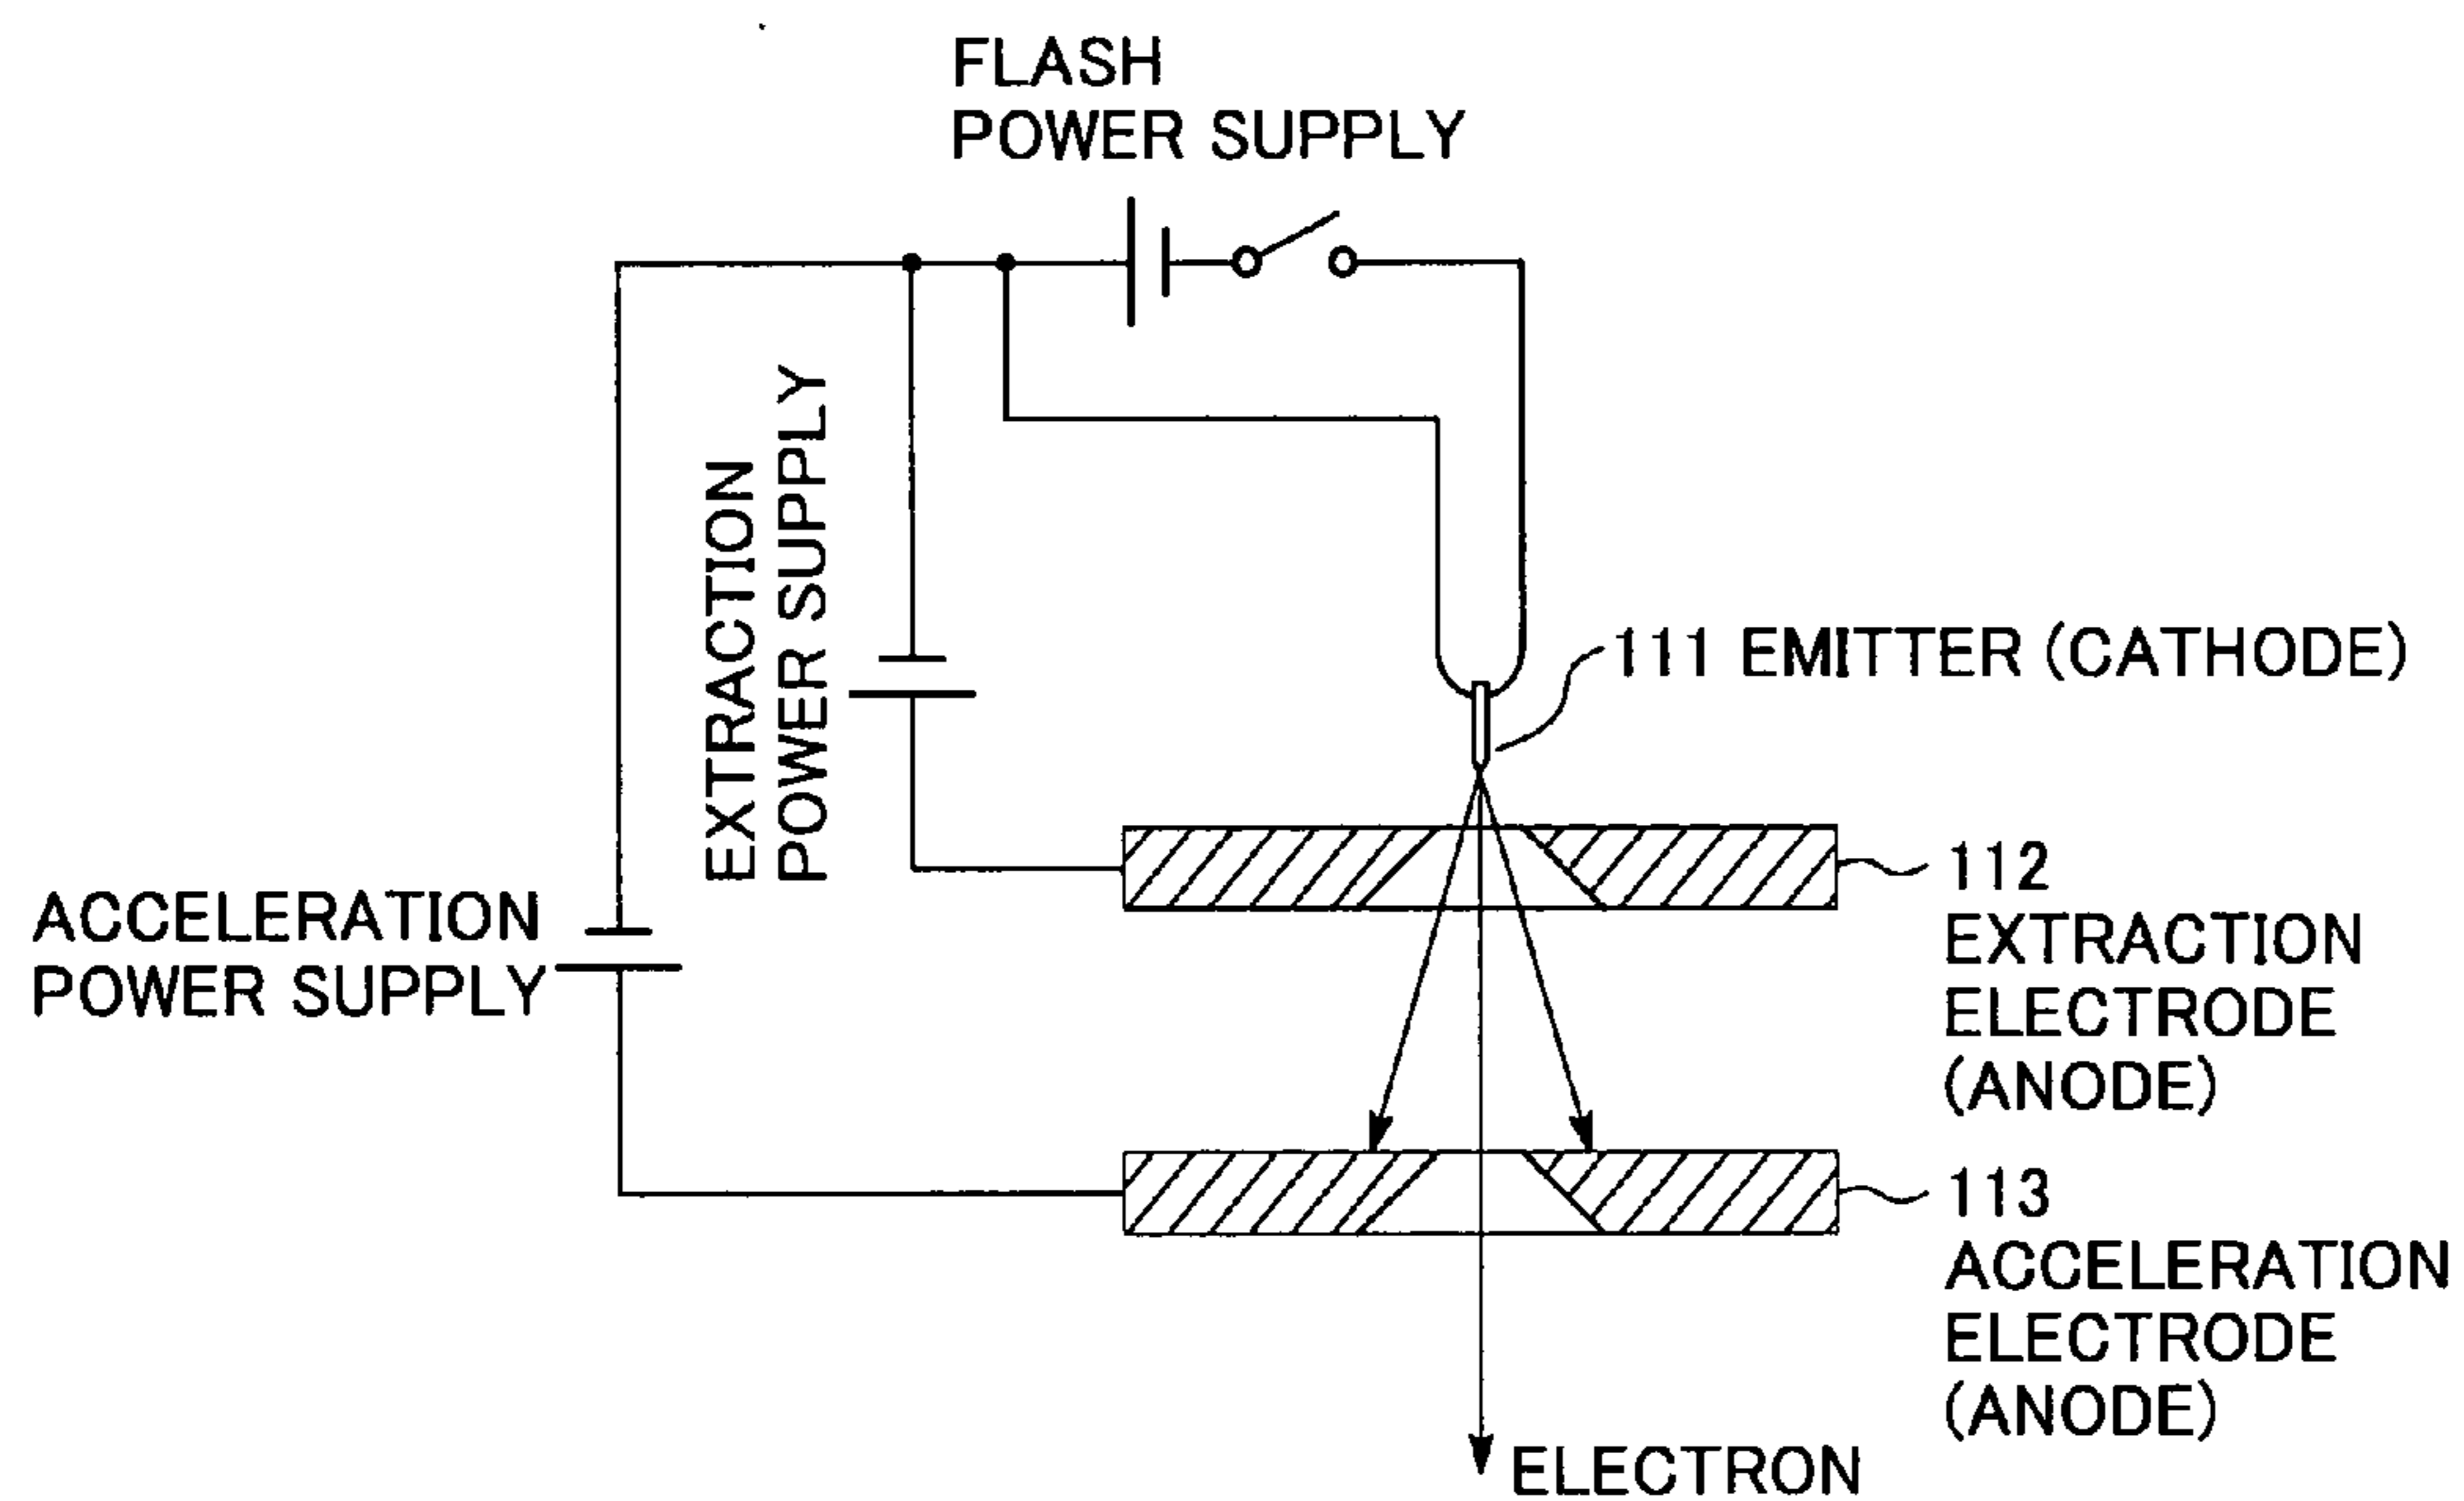 FLASH
POWER SUPPLY
EXTRACTION
POWER SUPPLY
111 EMITTER (CATHODE)
ACCELERATION
POWER SUPPLY
112
EXTRACTION
ELECTRODE
(ANODE)
113
ACCELERATION
ELECTRODE
(ANODE)
ELECTRON